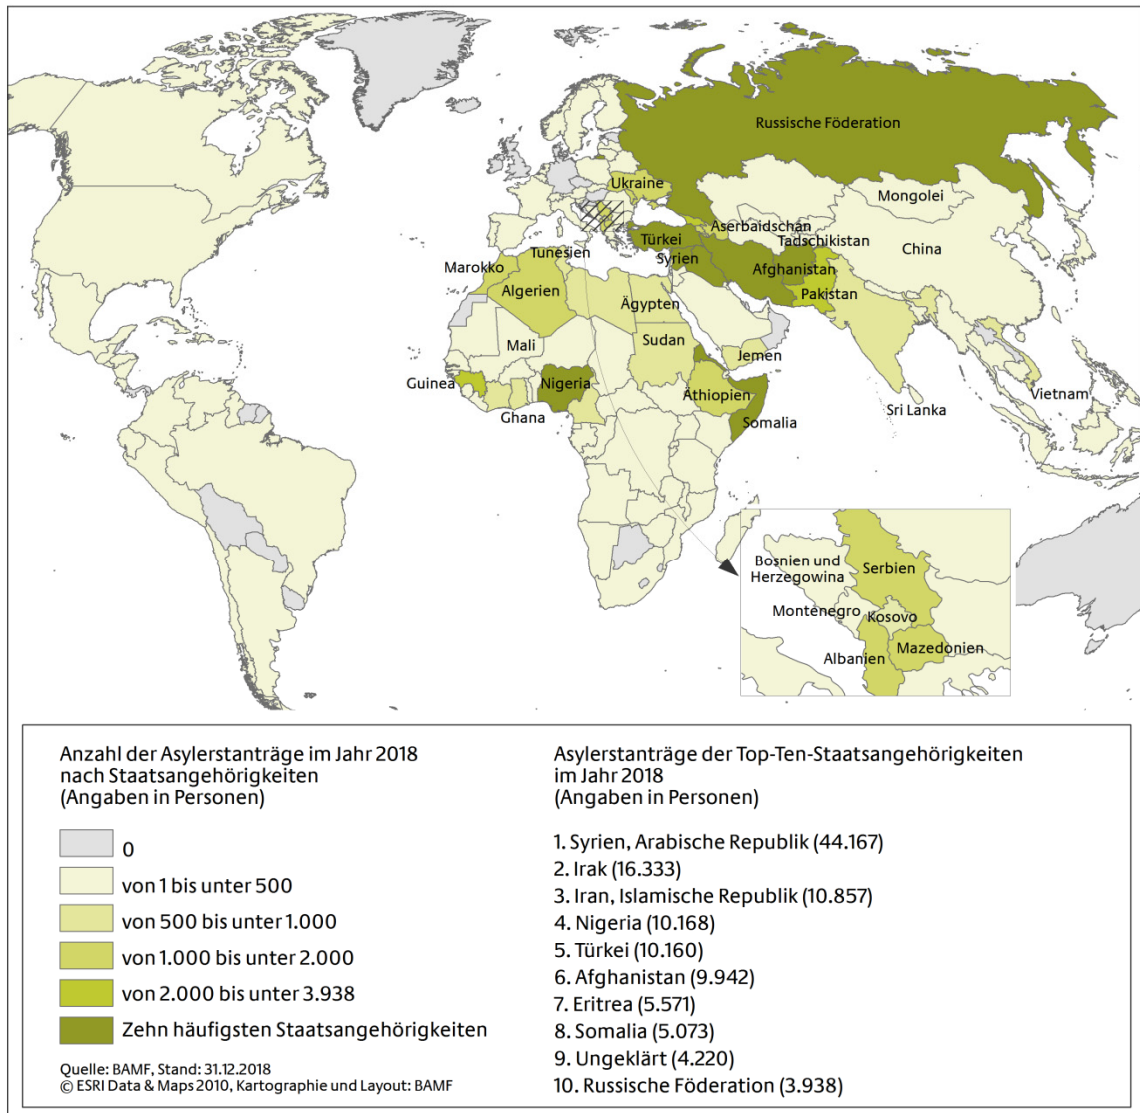 Russische Föderation
Ukraine
Mongolei
Aserbaidschan
Tadschikistan
China
Türkei
Tunesien
Syrien
Marokko
Afghanistan
Algerien
Pakistan
Ägypten
Mali
Sudan
Jemen
Guinea
Nigeria
Äthiopien
Vietnam
Ghana
Sri Lanka
Somalia
Bosnien und
Herzegowina
Serbien
Montenegro
Kosovo
Albanien
Mazedonien
Anzahl der Asylerstanträge im Jahr 2018
nach Staatsangehörigkeiten
(Angaben in Personen)
0
von 1 bis unter 500
von 500 bis unter 1.000
von 1.000 bis unter 2.000
von 2.000 bis unter 3.938
Zehn häufigsten Staatsangehörigkeiten
Quelle: BAMF, Stand: 31.12.2018
© ESRI Data & Maps 2010, Kartographie und Layout: BAMF
Asylerstanträge der Top-Ten-Staatsangehörigkeiten
im Jahr 2018
(Angaben in Personen)
1. Syrien, Arabische Republik (44.167)
2. Irak (16.333)
3. Iran, Islamische Republik (10.857)
4. Nigeria (10.168)
5. Türkei (10.160)
6. Afghanistan (9.942)
7. Eritrea (5.571)
8. Somalia (5.073)
9. Ungeklärt (4.220)
10. Russische Föderation (3.938)